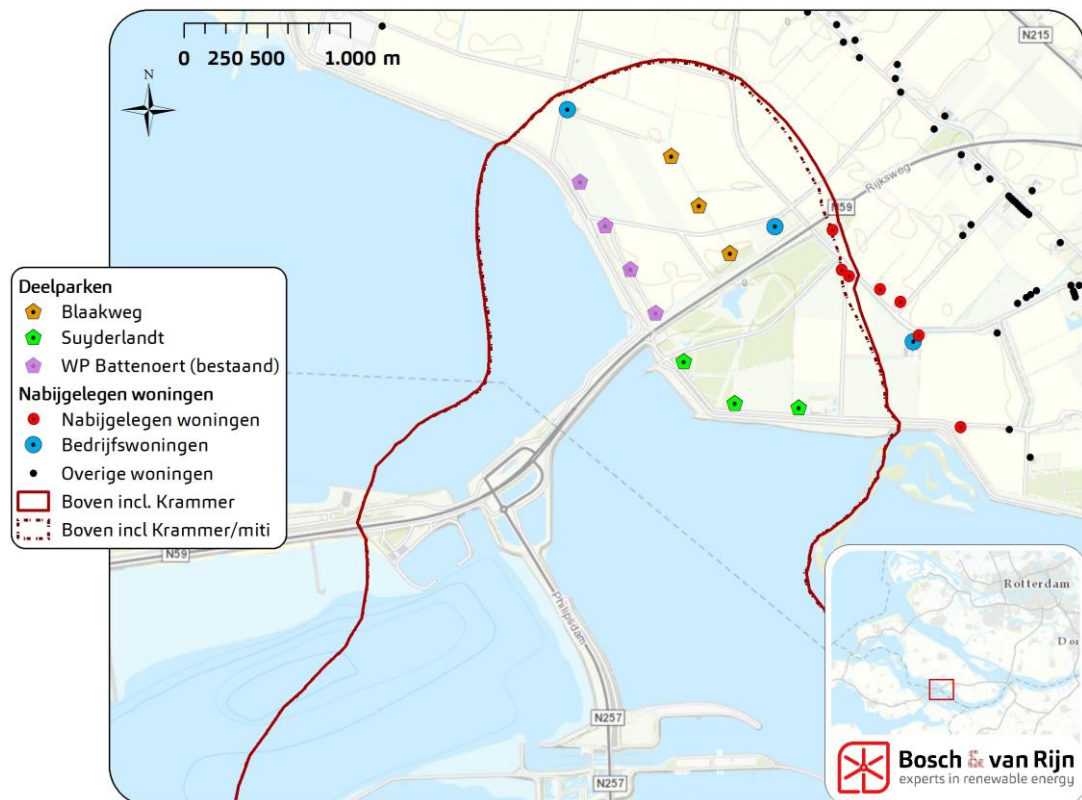 0 250 500 1.000 m
N
N215
Rijksweg
N59
Deelparken
Blaakweg
Suyderlandt
WP Battenoert (bestaand)
Nabijgelegen woningen
Nabijgelegen woningen
Bedrijfswoningen
Overige woningen
Boven incl. Krammer
Boven incl Krammer/miti
N59
Philipsdam
N257
N257
Rotterdam
Dor
Bosch & van Rijn
experts in renewable energy